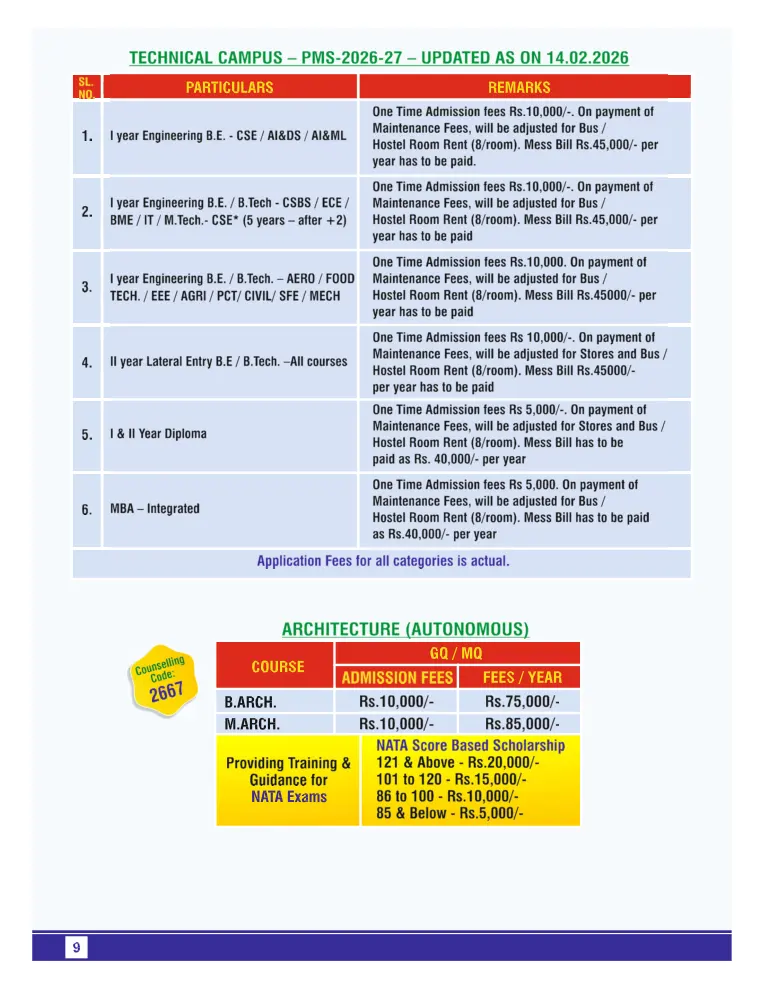 TECHNICAL CAMPUS – PMS-2026-27 – UPDATED AS ON 14.02.2026
SL. NO.
PARTICULARS
REMARKS
1.
I year Engineering B.E. - CSE / AI&DS / AI&ML
One Time Admission fees Rs.10,000/-. On payment of
Maintenance Fees, will be adjusted for Bus /
Hostel Room Rent (8/room). Mess Bill Rs.45,000/- per
year has to be paid.
2.
I year Engineering B.E. / B.Tech - CSBS / ECE /
BME / IT / M.Tech.- CSE* (5 years – after +2)
One Time Admission fees Rs.10,000/-. On payment of
Maintenance Fees, will be adjusted for Bus /
Hostel Room Rent (8/room). Mess Bill Rs.45,000/- per
year has to be paid
3.
I year Engineering B.E. / B.Tech. – AERO / FOOD
TECH. / EEE / AGRI / PCT/ CIVIL/ SFE / MECH
One Time Admission fees Rs.10,000. On payment of
Maintenance Fees, will be adjusted for Bus /
Hostel Room Rent (8/room). Mess Bill Rs.45000/- per
year has to be paid
4.
II year Lateral Entry B.E / B.Tech. –All courses
One Time Admission fees Rs 10,000/-. On payment of
Maintenance Fees, will be adjusted for Stores and Bus /
Hostel Room Rent (8/room). Mess Bill Rs.45000/-
per year has to be paid
5.
I & II Year Diploma
One Time Admission fees Rs 5,000/-. On payment of
Maintenance Fees, will be adjusted for Stores and Bus /
Hostel Room Rent (8/room). Mess Bill has to be
paid as Rs. 40,000/- per year
6.
MBA – Integrated
One Time Admission fees Rs 5,000. On payment of
Maintenance Fees, will be adjusted for Bus /
Hostel Room Rent (8/room). Mess Bill has to be paid
as Rs.40,000/- per year
Application Fees for all categories is actual.
ARCHITECTURE (AUTONOMOUS)
Counselling
Code:
2667
COURSE
GQ / MQ
ADMISSION FEES
FEES / YEAR
B.ARCH.
Rs.10,000/-
Rs.75,000/-
M.ARCH.
Rs.10,000/-
Rs.85,000/-
Providing Training &
Guidance for
NATA Exams
NATA Score Based Scholarship
121 & Above - Rs.20,000/-
101 to 120 - Rs.15,000/-
86 to 100 - Rs.10,000/-
85 & Below - Rs.5,000/-
9